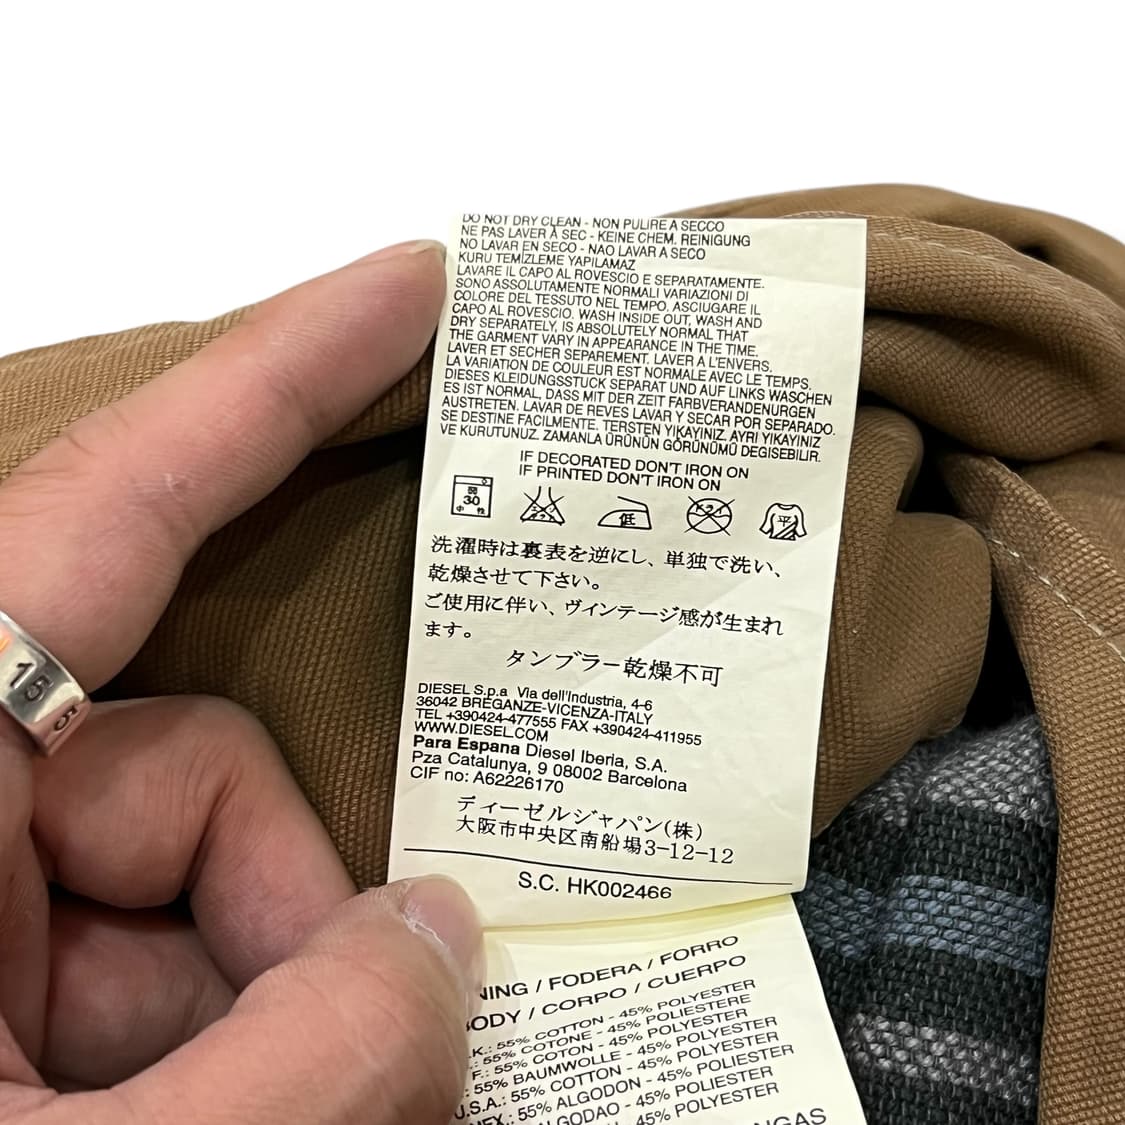 DO NOT DRY CLEAN - NON PULIRE A SECCO
NE PAS LAVER À SEC - KEINE CHEM. REINIGUNG
NO LAVAR EN SECO - NAO LAVAR A SECO
KURU TEMİZLEME YAPILAMAZ
LAVARE IL CAPO AL ROVESCIO E SEPARATAMENTE.
SONO ASSOLUTAMENTE NORMALI VARIAZIONI DI
COLORE DEL TESSUTO NEL TEMPO. ASCIUGARE IL
CAPO AL ROVESCIO. WASH INSIDE OUT, WASH AND
DRY SEPARATELY, IS ABSOLUTELY NORMAL THAT
THE GARMENT VARY IN APPEARANCE IN THE TIME.
LAVER ET SECHER SEPAREMENT. LAVER A L'ENVERS.
LA VARIATION DE COULEUR EST NORMALE AVEC LE TEMPS.
DIESES KLEIDUNGSSTUCK SEPARAT UND AUF LINKS WASCHEN
ES IST NORMAL, DASS MIT DER ZEIT FARBVERANDENURGEN
AUSTRETEN. LAVAR DE REVES LAVAR Y SECAR POR SEPARADO.
SE DESTINE FACILMENTE. TERSTEN YIKAYINIZ. AYRI YIKAYINIZ
VE KURUTUNUZ. ZAMANLA ÜRÜNÜN GÖRÜNÜMÜ DEGISEBILIR.
IF DECORATED DON'T IRON ON
IF PRINTED DON'T IRON ON
30
中性
低
平
洗濯時は裏表を逆にし、単独で洗い、
乾燥させて下さい。
ご使用に伴い、ヴィンテージ感が生まれ
ます。
タンブラー乾燥不可
DIESEL S.p.a Via dell'Industria, 4-6
36042 BREGANZE-VICENZA-ITALY
TEL +390424-477555 FAX +390424-411955
WWW.DIESEL.COM
Para Espana Diesel Iberia, S.A.
Pza Catalunya, 9 08002 Barcelona
CIF no: A62226170
ディーゼルジャパン(株)
大阪市中央区南船場3-12-12
S.C. HK002466
NING / FODERA / FORRO
BODY / CORPO / CUERPO
.K.: 55% COTTON - 45% POLYESTER
: 55% COTONE - 45% POLIESTERE
F.: 55% COTON - 45% POLYESTER
: 55% BAUMWOLLE - 45% POLYESTER
U.S.A.: 55% COTTON - 45% POLYESTER
MEX.: 55% ALGODON - 45% POLIESTER
ALGODAO - 45% POLIESTER
45% POLYESTER
NGAS
15
5